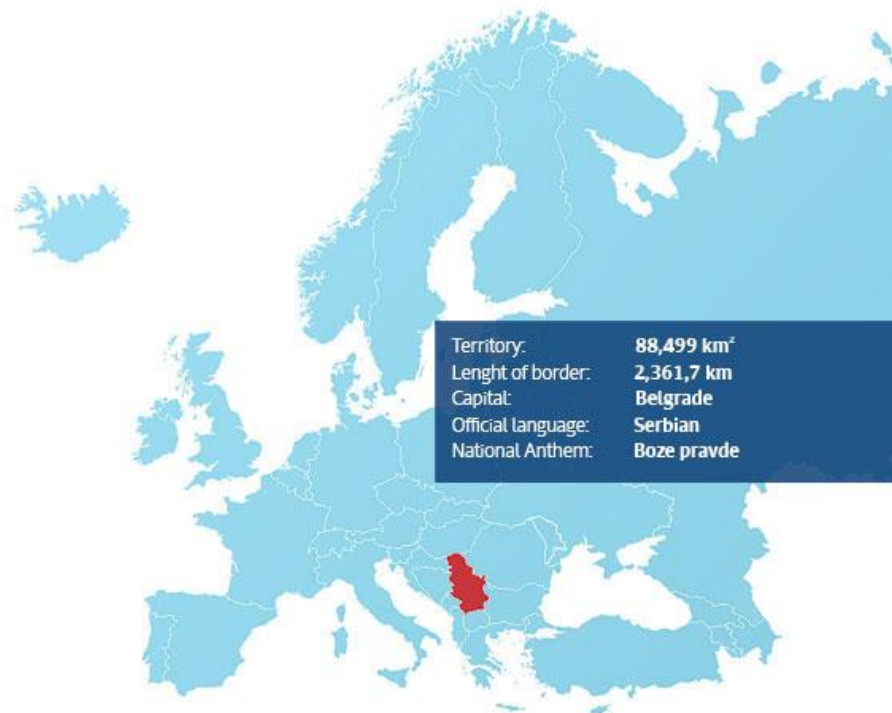 Territory: 88,499 km²
Lenght of border: 2,361,7 km
Capital: Belgrade
Official language: Serbian
National Anthem: Boze pravde